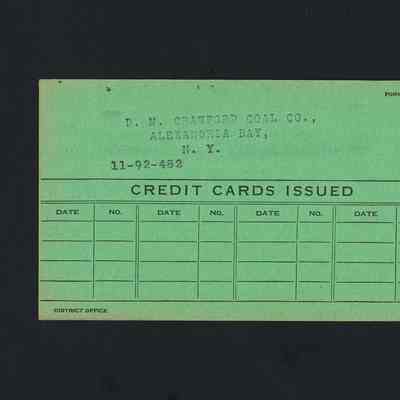 D. N. CRAWFORD COAL CO.,
ALEXANDRIA BAY,
N. Y.
11-92-482
CREDIT CARDS ISSUED
DATE NO. DATE NO. DATE NO. DATE
DISTRICT OFFICE